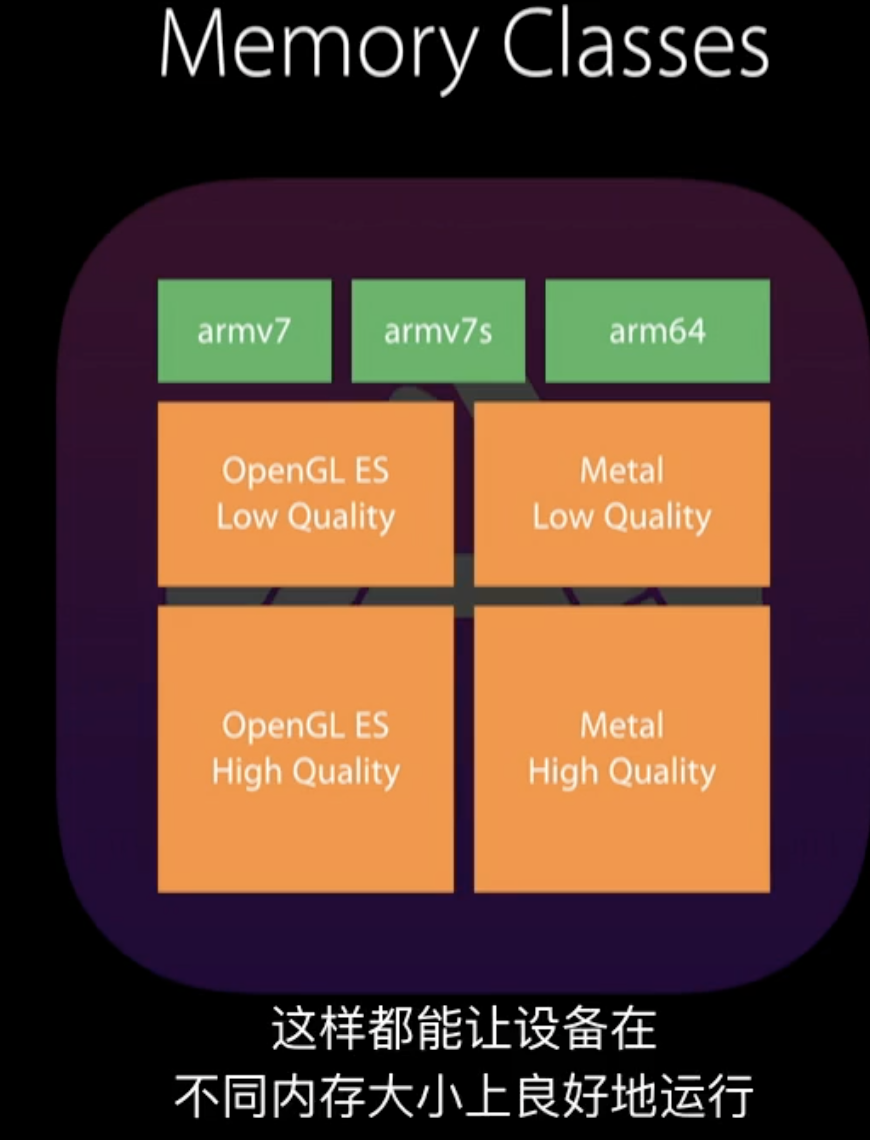 Memory Classes
armv7
armv7s
arm64
OpenGL ES
Low Quality
Metal
Low Quality
OpenGL ES
High Quality
Metal
High Quality
这样都能让设备在
不同内存大小上良好地运行